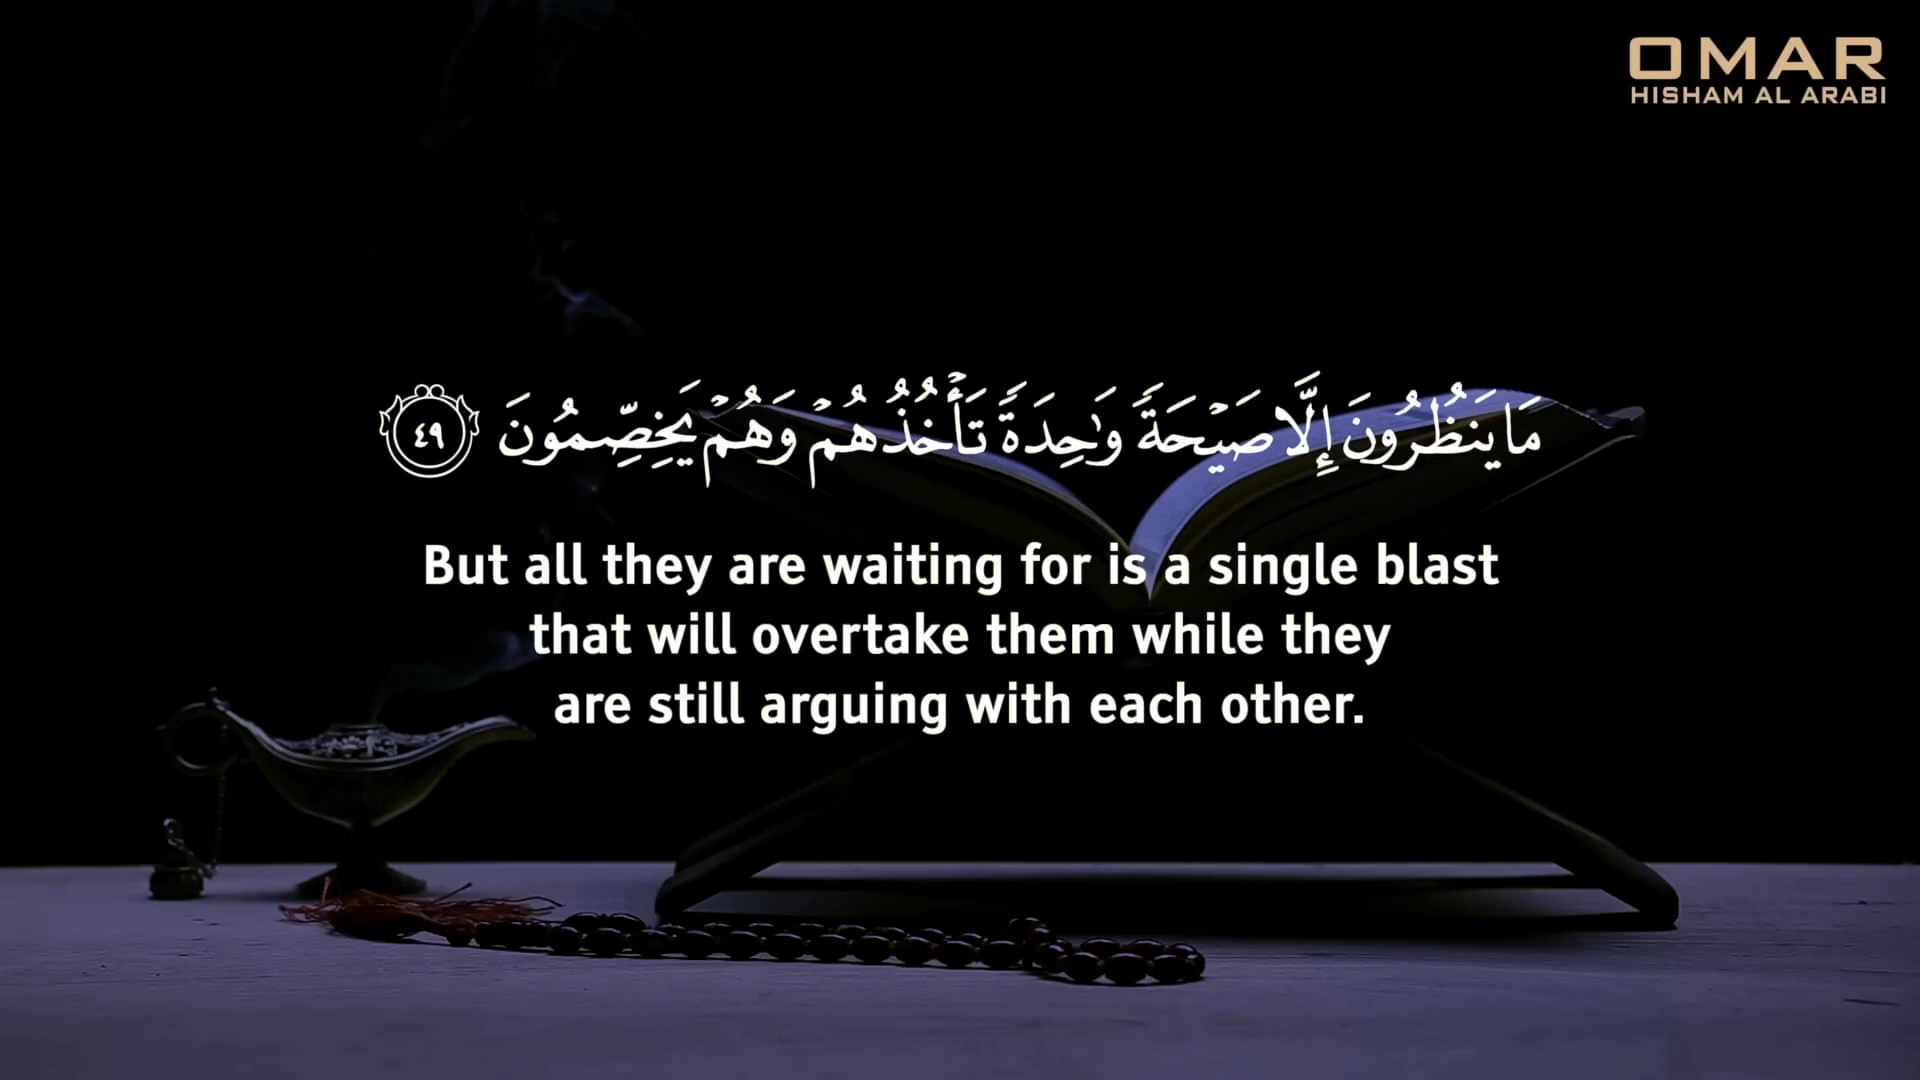 OMAR
HISHAM AL ARABI
مَا يَنظُرُونَ إِلَّا صَيْحَةً وَٰحِدَةً تَأْخُذُهُمْ وَهُمْ يَخِصِّمُونَ ٤٩
But all they are waiting for is a single blast
that will overtake them while they
are still arguing with each other.